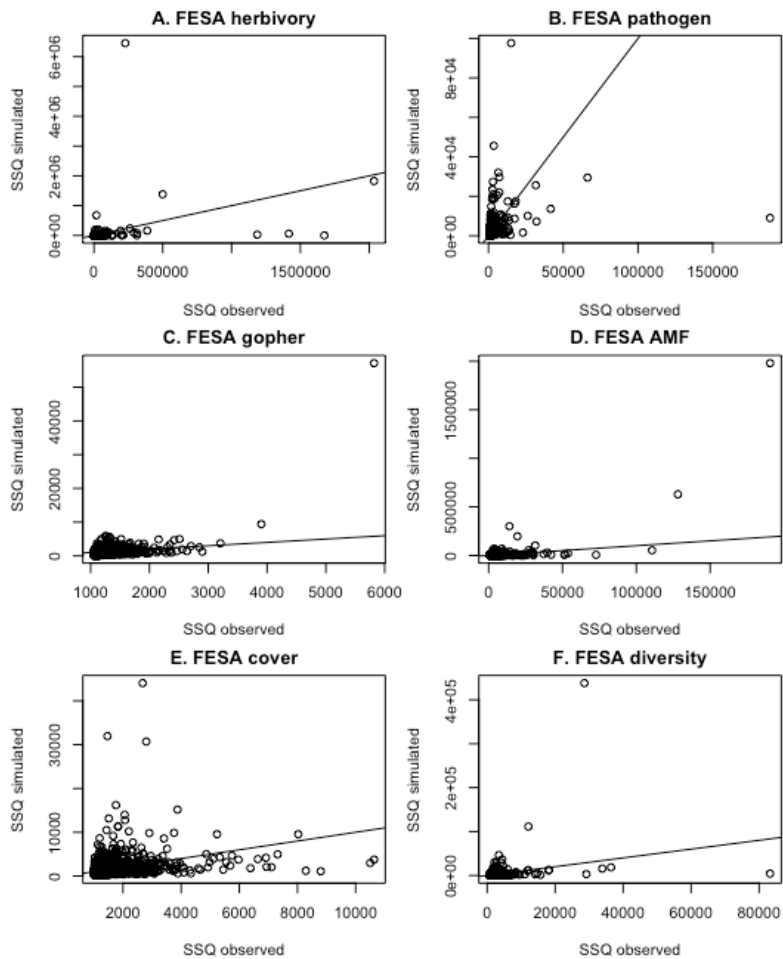 A. FESA herbivory
SSQ simulated
0e+00 2e+06 4e+06 6e+06
0 500000 1500000
SSQ observed
B. FESA pathogen
SSQ simulated
0e+00 4e+04 8e+04
0 50000 100000 150000
SSQ observed
C. FESA gopher
SSQ simulated
0 20000 40000
1000 2000 3000 4000 5000 6000
SSQ observed
D. FESA AMF
SSQ simulated
0 500000 1500000
0 50000 100000 150000
SSQ observed
E. FESA cover
SSQ simulated
0 10000 30000
2000 4000 6000 8000 10000
SSQ observed
F. FESA diversity
SSQ simulated
0e+00 2e+05 4e+05
0 20000 40000 60000 80000
SSQ observed